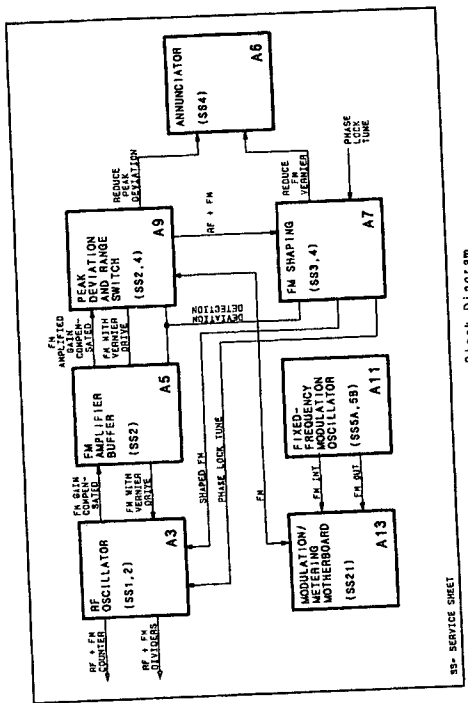 RF + FM
COUNTER
RF + FM
DIVIDERS
RF
OSCILLATOR
(SS1,2)
A3
FM GAIN
COMPEN-
SATED
FM WITH
VERNIER
DRIVE
FM
AMPLIFIER
BUFFER
(SS2)
A5
FM
AMPLIFIED
GAIN
COMPEN-
SATED
FM WITH
VERNIER
DRIVE
PEAK
DEVIATION
AND RANGE
SWITCH
(SS2,4)
A9
REDUCE
PEAK
DEVIATION
ANNUNCIATOR
(SS4)
A6
SHAPED FM
PHASE LOCK TUNE
DEVIATION
DETECTION
RF + FM
FM
REDUCE
FM
VERNIER
FM SHAPING
(SS3,4)
A7
PHASE
LOCK
TUNE
MODULATION/
METERING
MOTHERBOARD
(SS21)
A13
FM INT
FM OUT
FIXED-
FREQUENCY
MODULATION
OSCILLATOR
(SS5A,5B)
A11
SS= SERVICE SHEET
Diagram